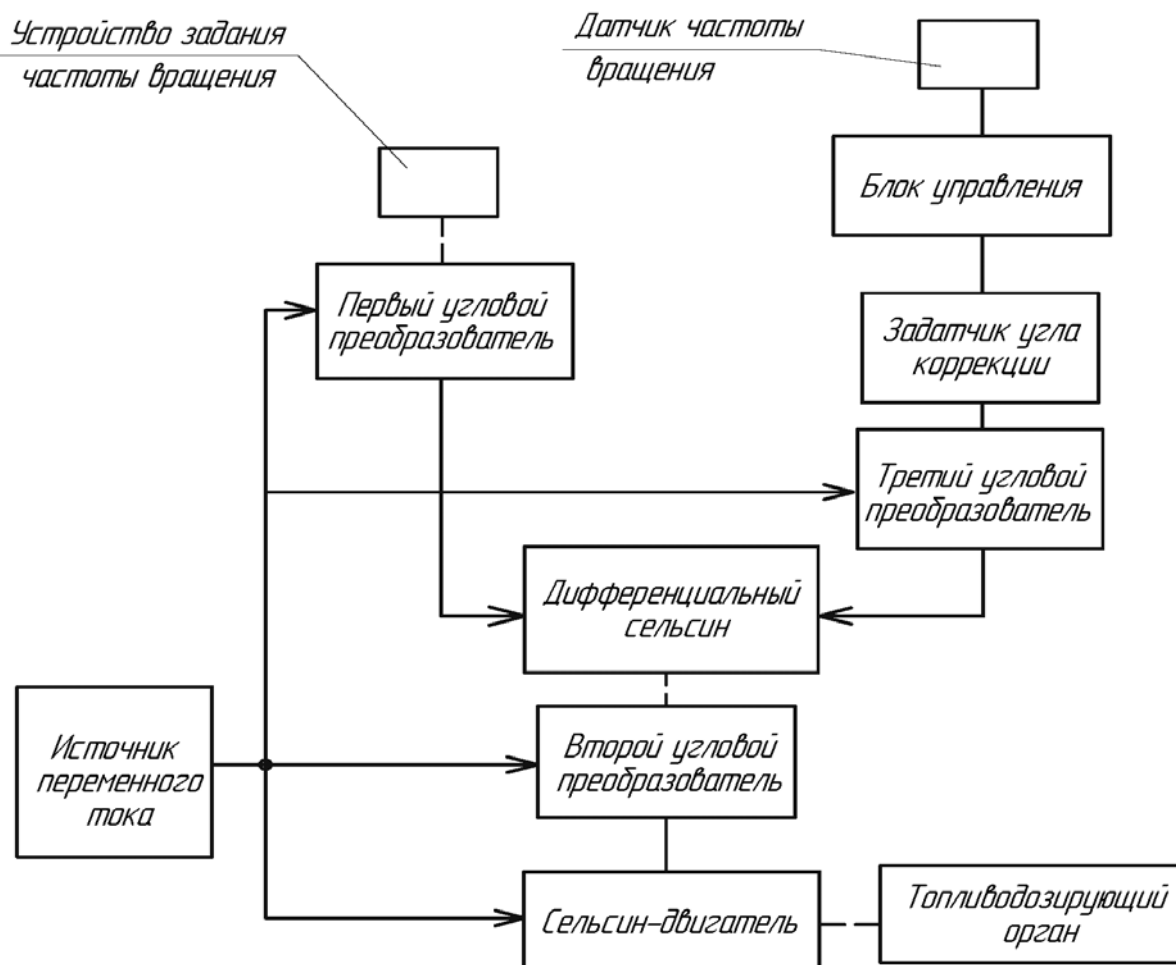 Устройство задания
частоты вращения
Датчик частоты
вращения
Блок управления
Первый угловой
преобразователь
Задатчик угла
коррекции
Третий угловой
преобразователь
Дифференциальный
сельсин
Источник
переменного
тока
Второй угловой
преобразователь
Сельсин-двигатель
Топливодозирующий
орган